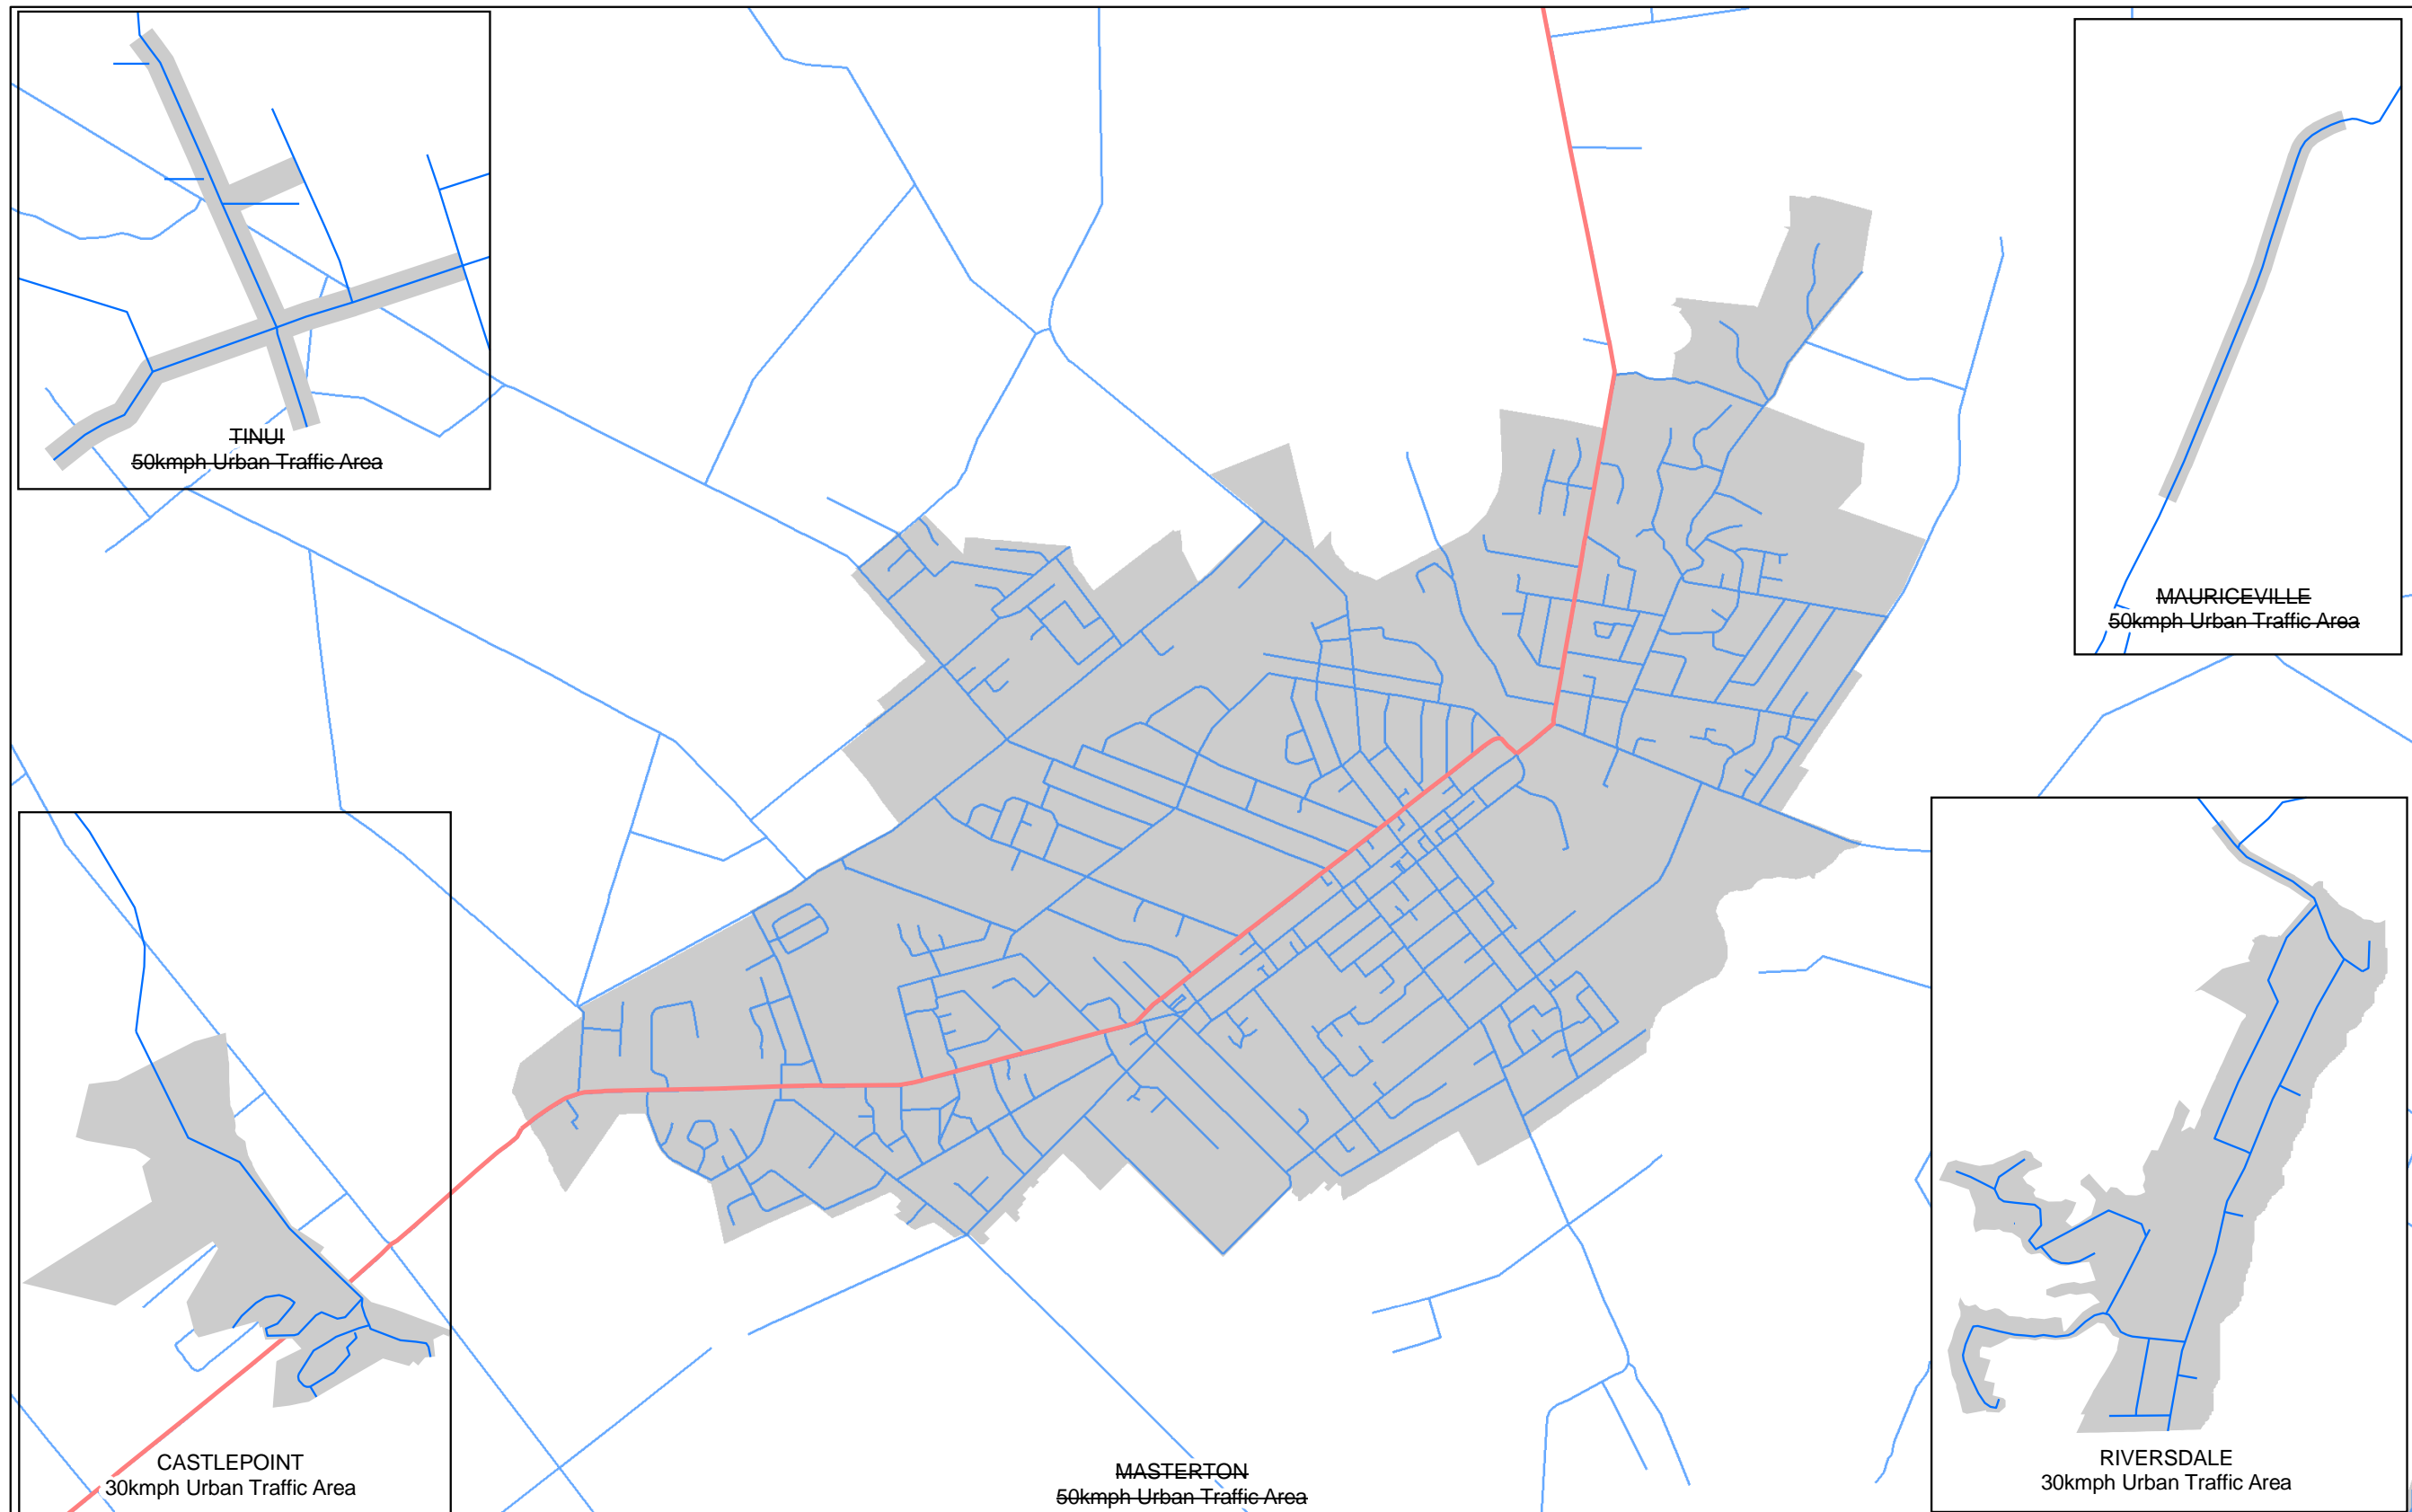 TINUI
50kmph Urban Traffic Area
MAURICEVILLE
50kmph Urban Traffic Area
CASTLEPOINT
30kmph Urban Traffic Area
MASTERTON
50kmph Urban Traffic Area
RIVERSDALE
30kmph Urban Traffic Area